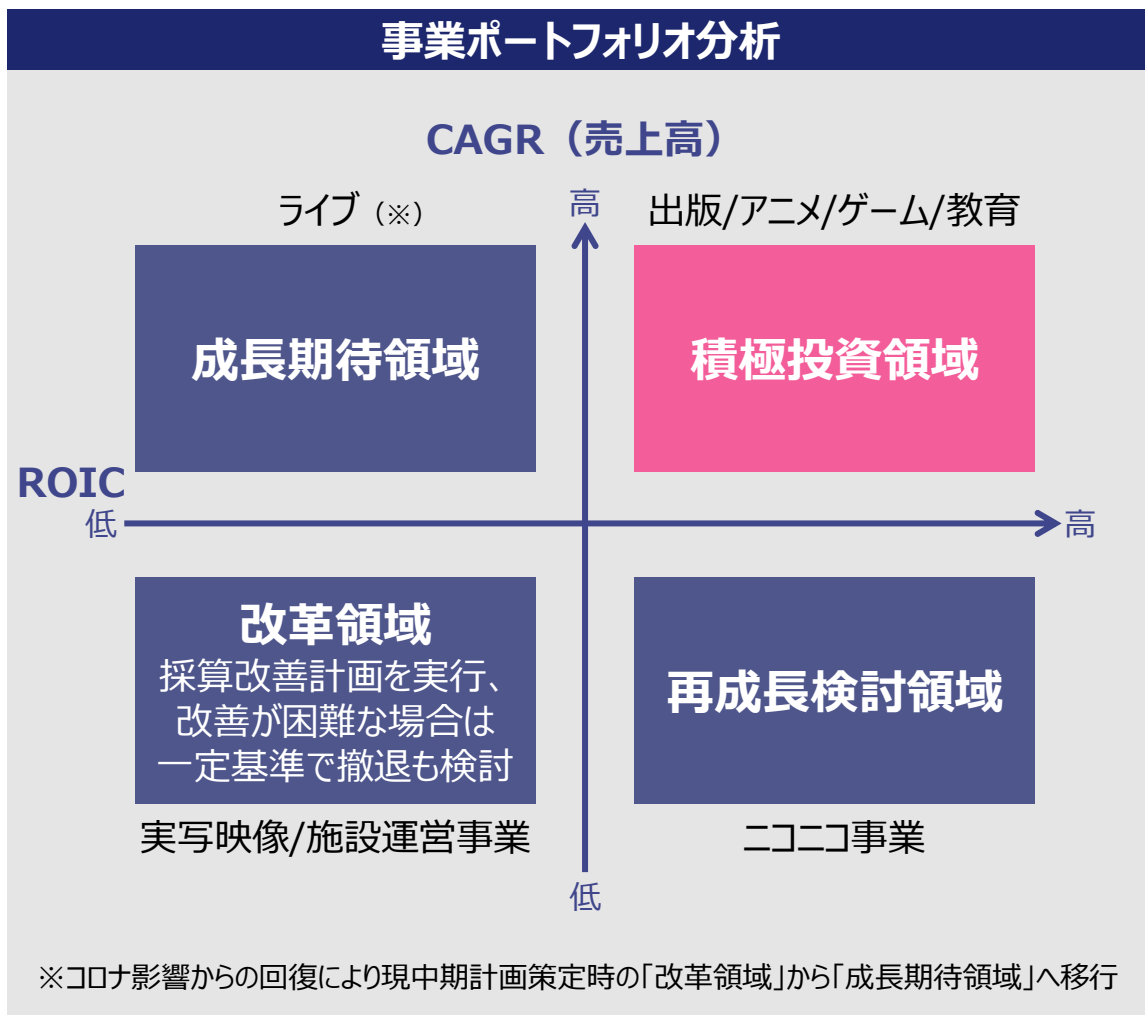 事業ポートフォリオ分析
CAGR（売上高）
ライブ（※）
高
出版/アニメ/ゲーム/教育
成長期待領域
積極投資領域
ROIC
低
高
改革領域
採算改善計画を実行、
改善が困難な場合は
一定基準で撤退も検討
再成長検討領域
実写映像/施設運営事業
ニコニコ事業
低
※コロナ影響からの回復により現中期計画策定時の「改革領域」から「成長期待領域」へ移行